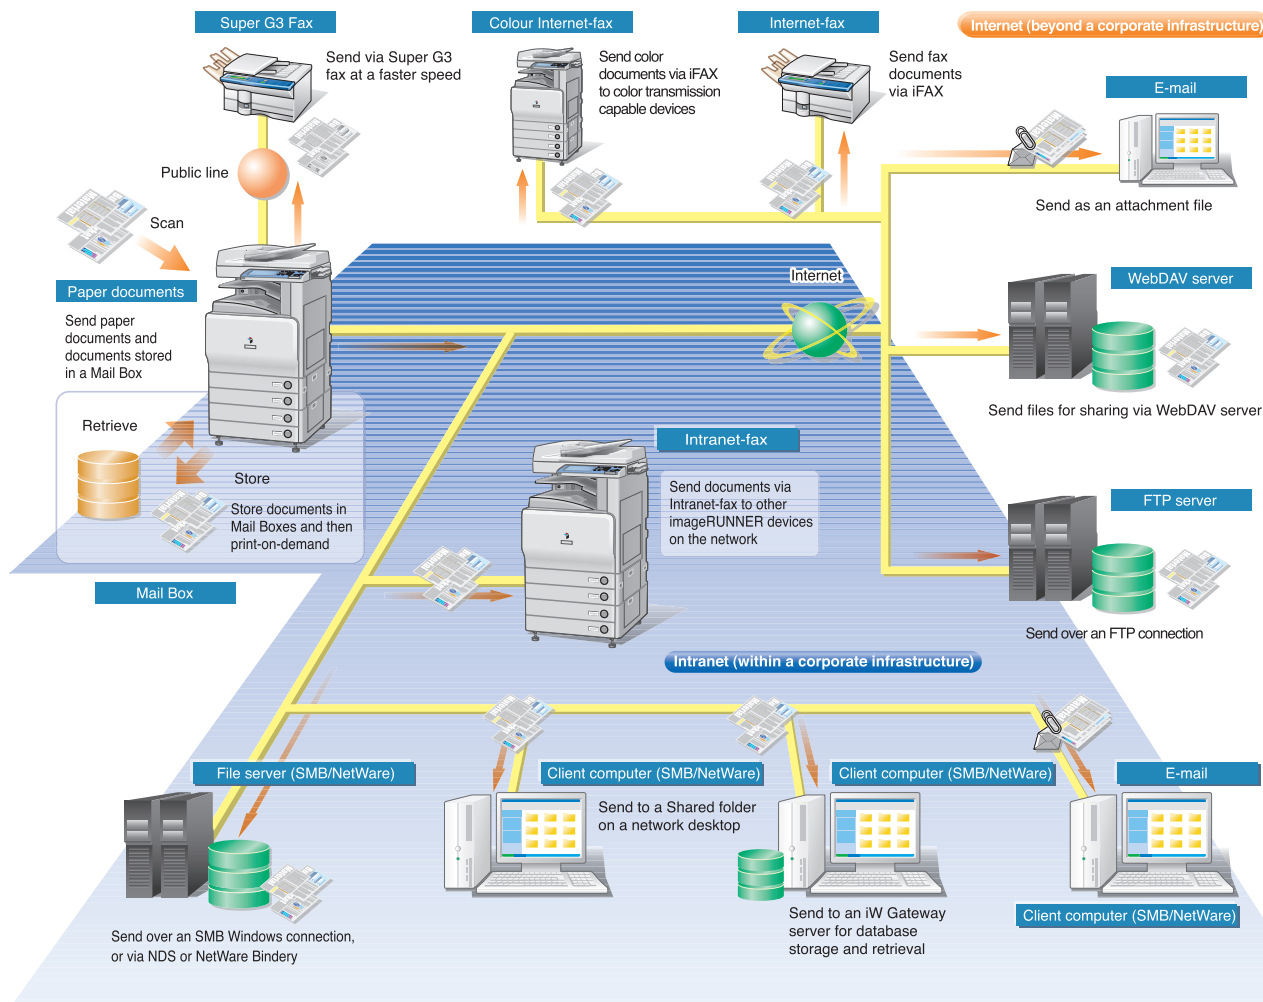 Super G3 Fax
Send via Super G3
fax at a faster speed
Colour Internet-fax
Send color
documents via iFAX
to color transmission
capable devices
Internet-fax
Send fax
documents
via iFAX
Internet (beyond a corporate infrastructure)
E-mail
Send as an attachment file
Public line
Scan
Paper documents
Send paper
documents and
documents stored
in a Mail Box
Internet
WebDAV server
Send files for sharing via WebDAV server
Retrieve
Store
Store documents in
Mail Boxes and then
print-on-demand
Mail Box
Intranet-fax
Send documents via
Intranet-fax to other
imageRUNNER devices
on the network
FTP server
Send over an FTP connection
Intranet (within a corporate infrastructure)
File server (SMB/NetWare)
Send over an SMB Windows connection,
or via NDS or NetWare Bindery
Client computer (SMB/NetWare)
Send to a Shared folder
on a network desktop
Client computer (SMB/NetWare)
Send to an iW Gateway
server for database
storage and retrieval
E-mail
Client computer (SMB/NetWare)